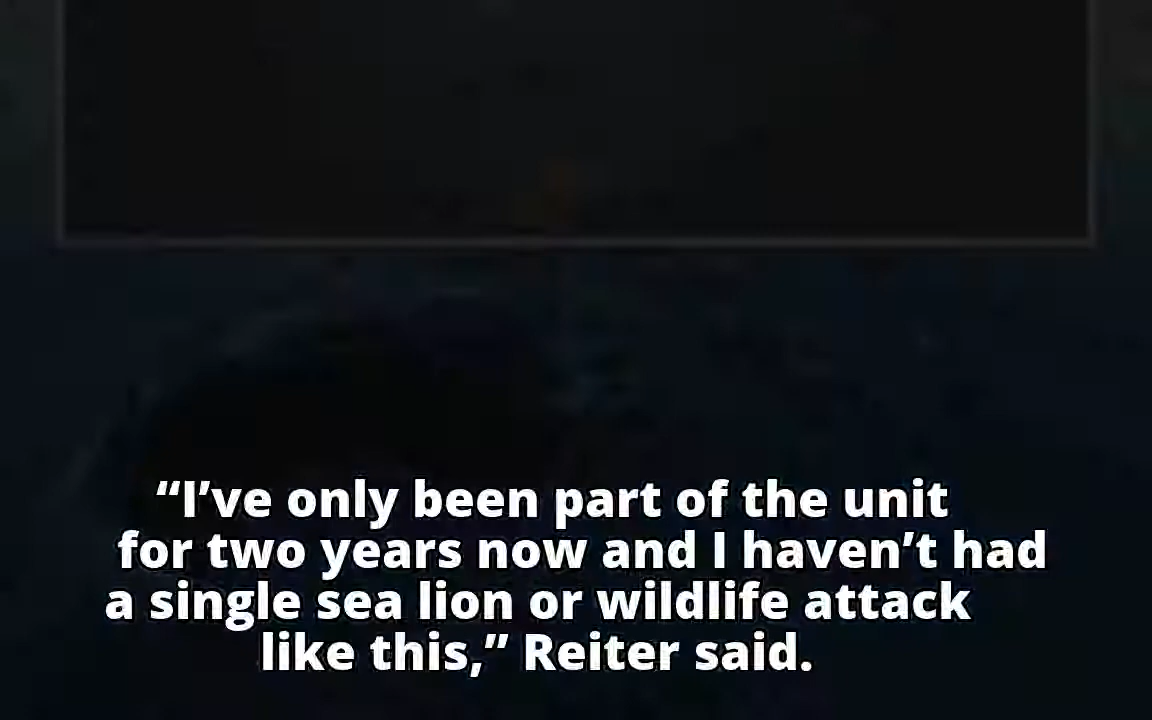 “I’ve only been part of the unit
for two years now and I haven’t had
a single sea lion or wildlife attack
like this,” Reiter said.